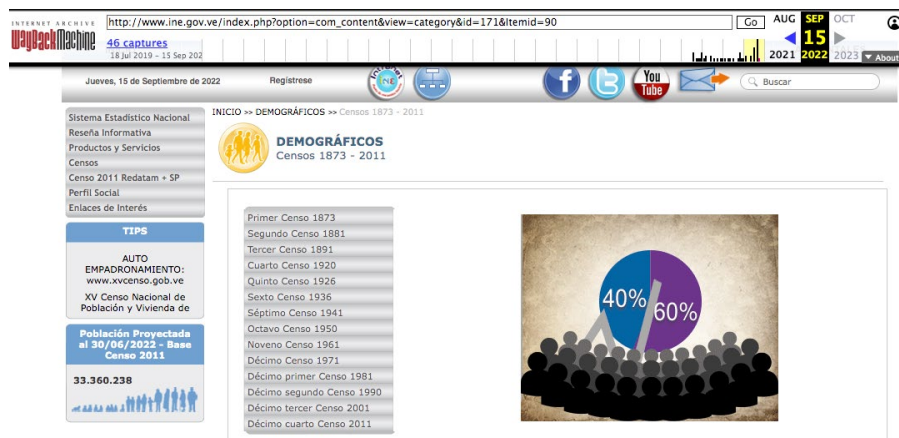 INTERNET ARCHIVE
WayBackMachine
http://www.ine.gov.ve/index.php?option=com_content&view=category&id=171&Itemid=90
Go
AUG SEP OCT
46 captures
18 Jul 2019 - 15 Sep 202
15
2021 2022 2023
About
Jueves, 15 de Septiembre de 2022
Regístrese
Intranet
INE
f
t
You
Tube
Buscar
Sistema Estadístico Nacional
Reseña Informativa
Productos y Servicios
Censos
Censo 2011 Redatam + SP
Perfil Social
Enlaces de Interés
INICIO >> DEMOGRÁFICOS >> Censos 1873 - 2011
DEMOGRÁFICOS
Censos 1873 - 2011
TIPS
AUTO
EMPADRONAMIENTO:
www.xvcenso.gob.ve
XV Censo Nacional de
Población y Vivienda de
Población Proyectada
al 30/06/2022 - Base
Censo 2011
33.360.238
Primer Censo 1873
Segundo Censo 1881
Tercer Censo 1891
Cuarto Censo 1920
Quinto Censo 1926
Sexto Censo 1936
Séptimo Censo 1941
Octavo Censo 1950
Noveno Censo 1961
Décimo Censo 1971
Décimo primer Censo 1981
Décimo segundo Censo 1990
Décimo tercer Censo 2001
Décimo cuarto Censo 2011
40%
60%